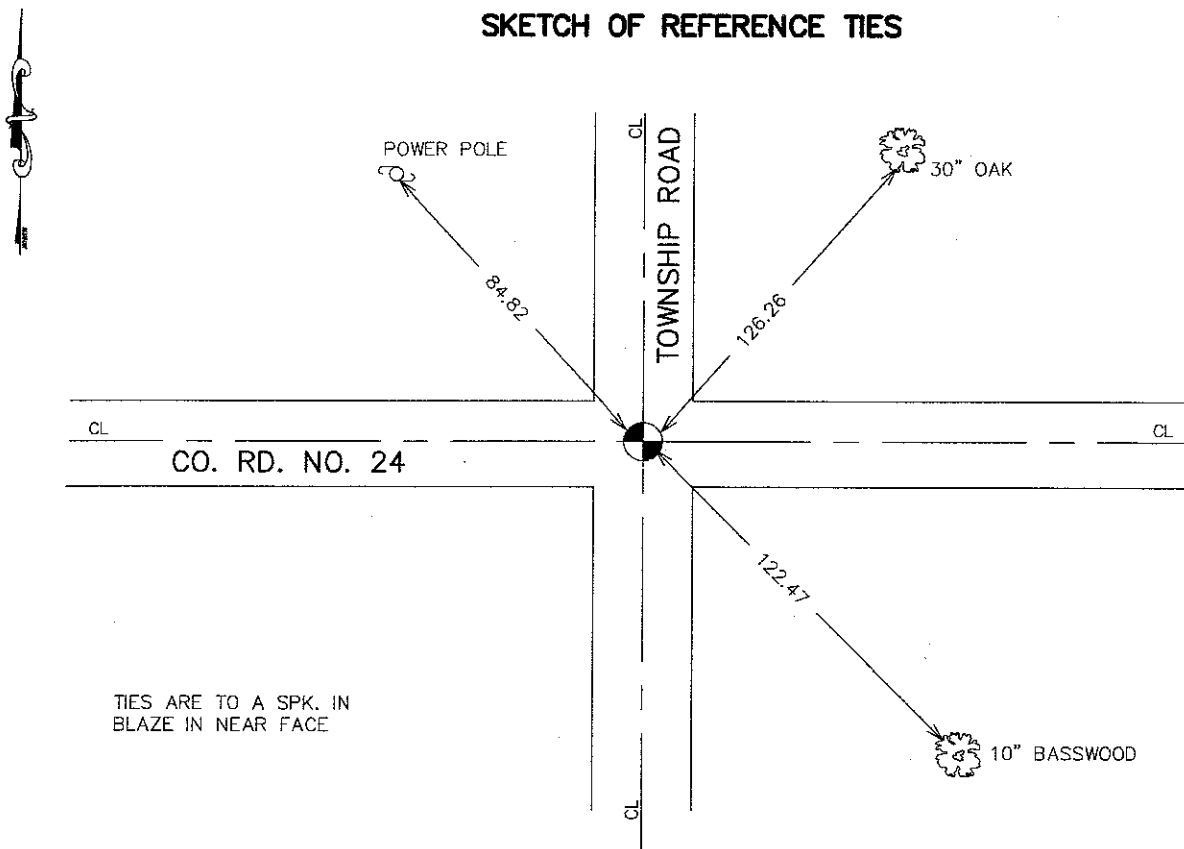 SKETCH OF REFERENCE TIES
POWER POLE
CL
TOWNSHIP ROAD
30" OAK
84.82
126.26
CL
CL
CO. RD. NO. 24
122.47
TIES ARE TO A SPK. IN
BLAZE IN NEAR FACE
10" BASSWOOD
CL